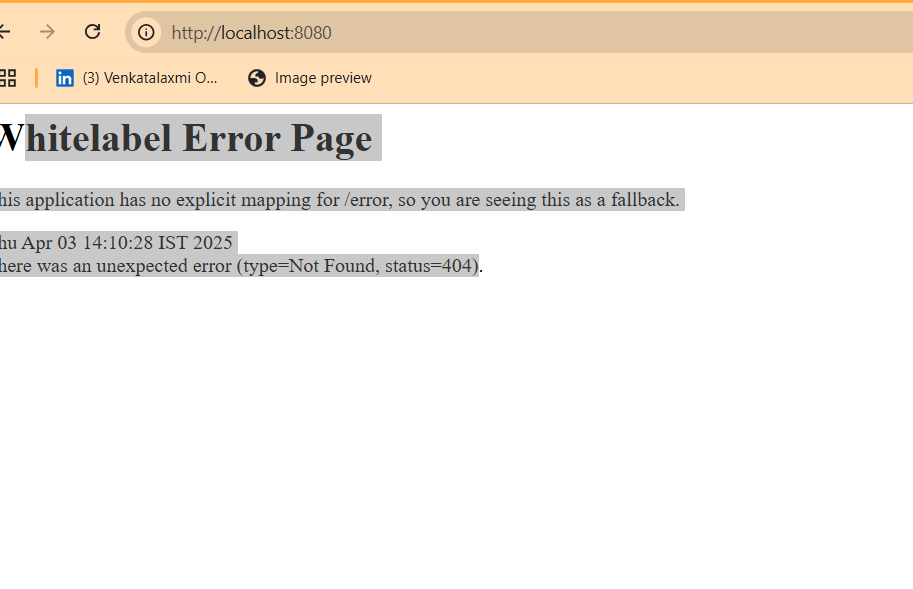 http://localhost:8080
(3) Venkatalaxmi O...
Image preview
Whitelabel Error Page
his application has no explicit mapping for /error, so you are seeing this as a fallback.
hu Apr 03 14:10:28 IST 2025
here was an unexpected error (type=Not Found, status=404).